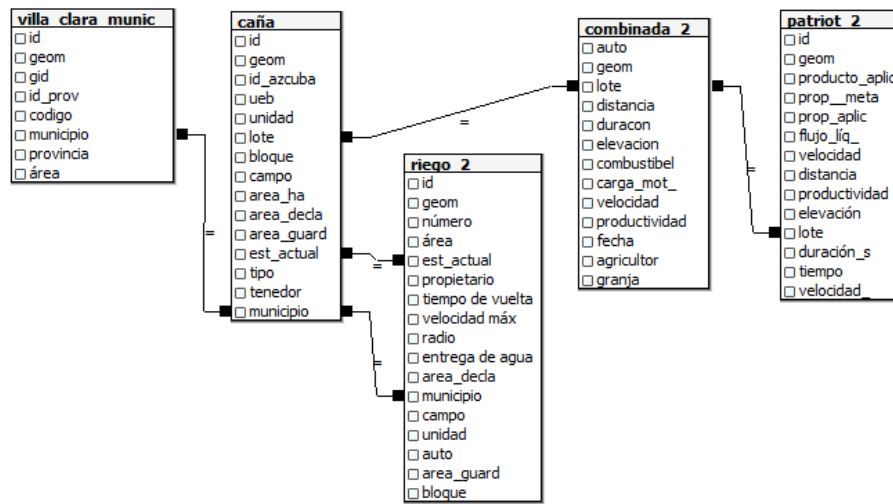 villa_clara_munic
id
geom
gid
id_prov
codigo
municipio
provincia
área
caña
id
geom
id_azcuba
ueb
unidad
lote
bloque
campo
area_ha
area_decla
area_guard
est_actual
tipo
tenedor
municipio
riego_2
id
geom
número
área
est_actual
propietario
tiempo de vuelta
velocidad máx
radio
entrega de agua
area_decla
municipio
campo
unidad
auto
area_guard
bloque
combinada_2
auto
geom
lote
distancia
duracon
elevacion
combustibel
carga_mot_
velocidad
productividad
fecha
agricultor
granja
patriot_2
id
geom
producto_aplic
prop__meta
prop_aplic
flujo_líq_
velocidad
distancia
productividad
elevación
lote
duración_s
tiempo
velocidad_
=
=
=
=
=